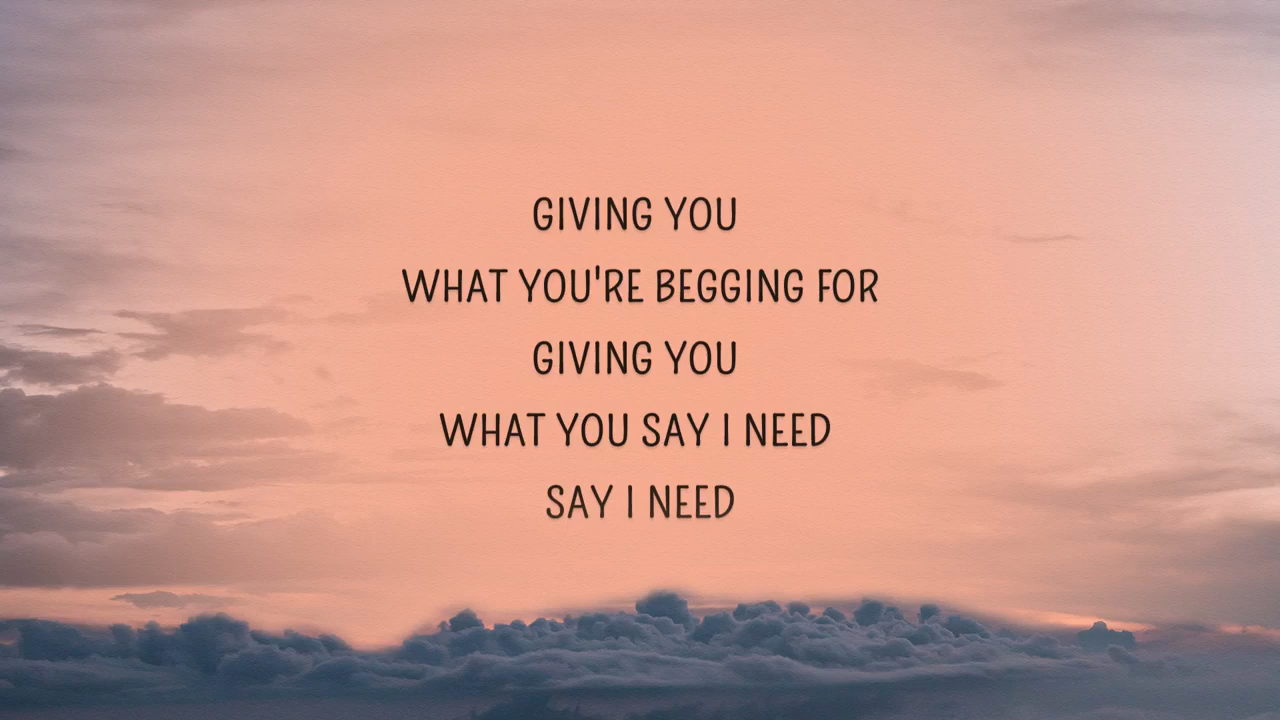 GIVING YOU
WHAT YOU'RE BEGGING FOR
GIVING YOU
WHAT YOU SAY I NEED
SAY I NEED